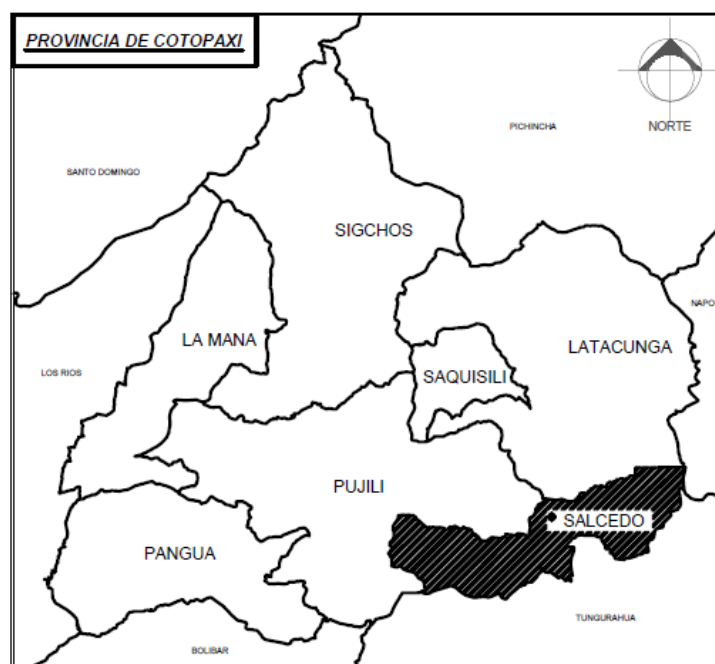 PROVINCIA DE COTOPAXI
PICHINCHA
NORTE
SANTO DOMINGO
SIGCHOS
NAPO
LA MANA
LATACUNGA
LOS RIOS
SAQUISILI
PUJILI
SALCEDO
PANGUA
TUNGURAHUA
BOLIBAR